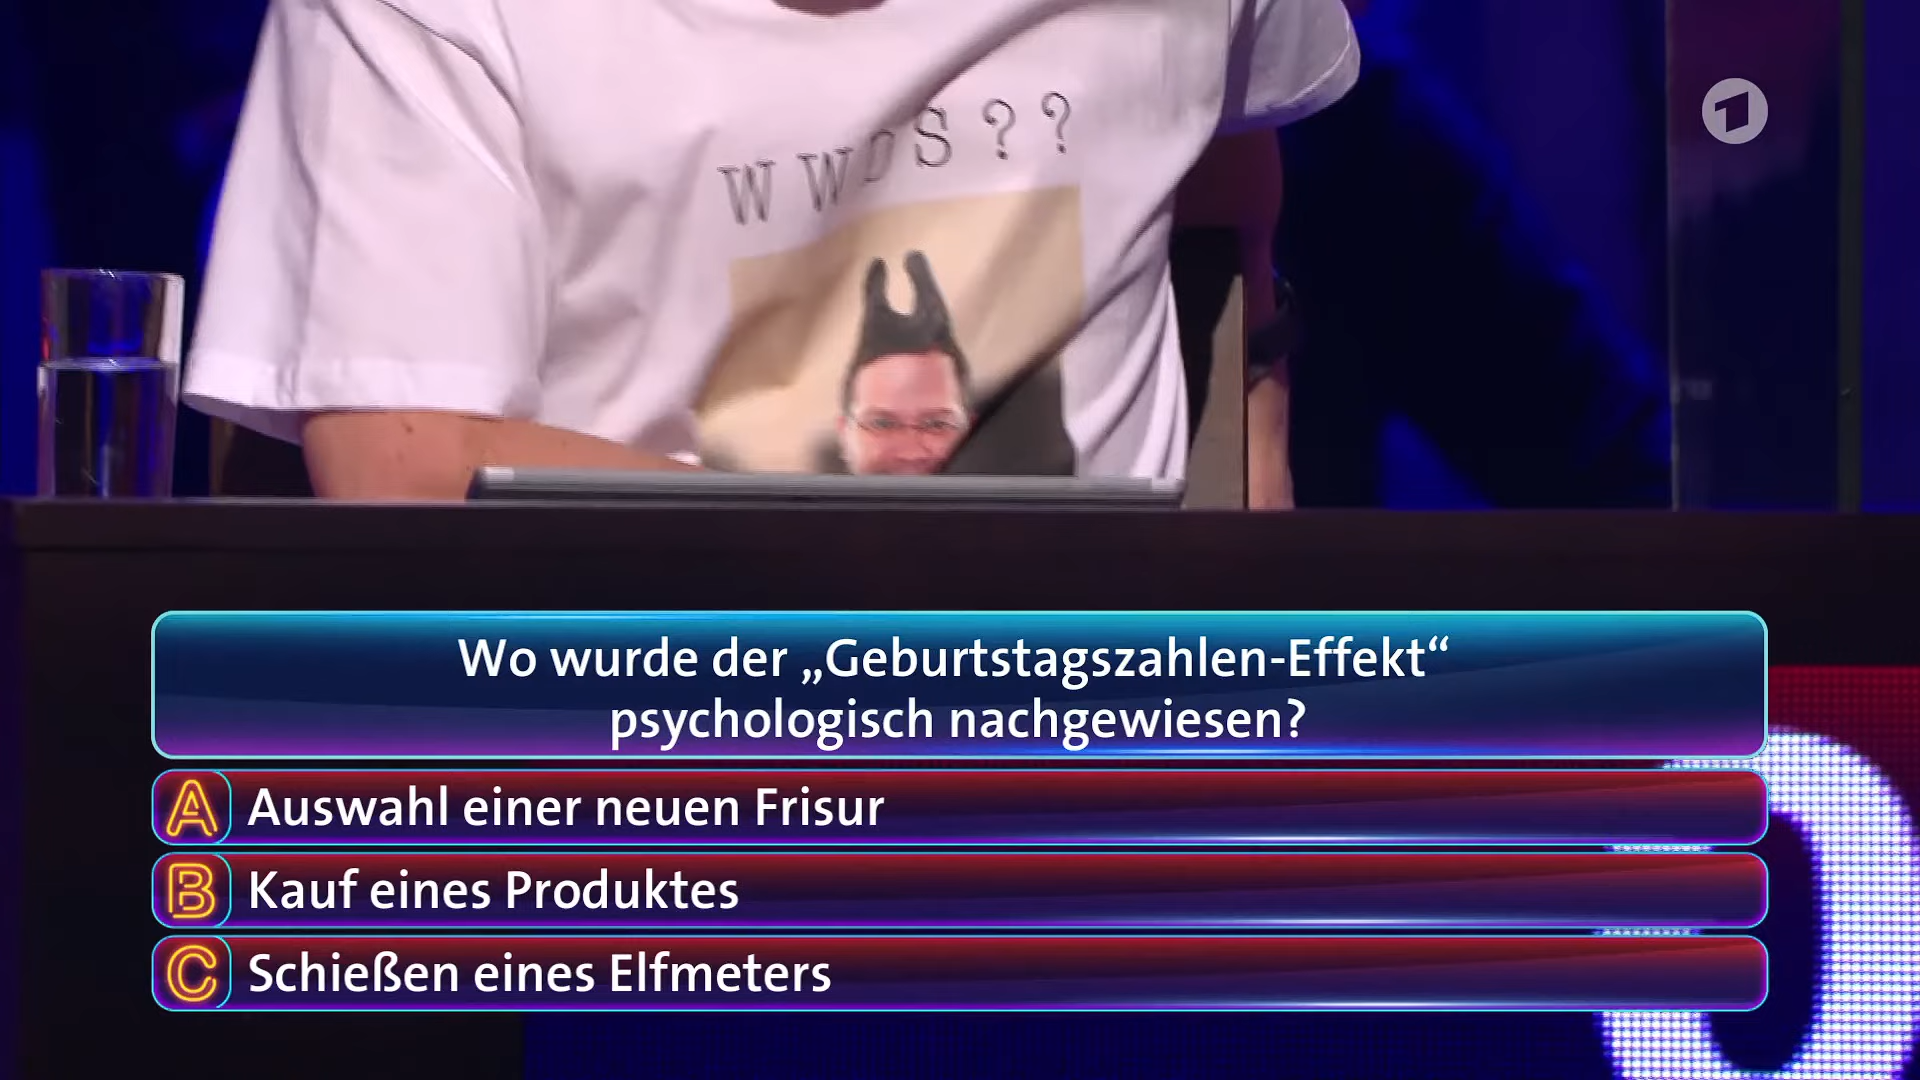 W W D S ? ?
Wo wurde der „Geburtstagszahlen-Effekt“
psychologisch nachgewiesen?
A Auswahl einer neuen Frisur
B Kauf eines Produktes
C Schießen eines Elfmeters